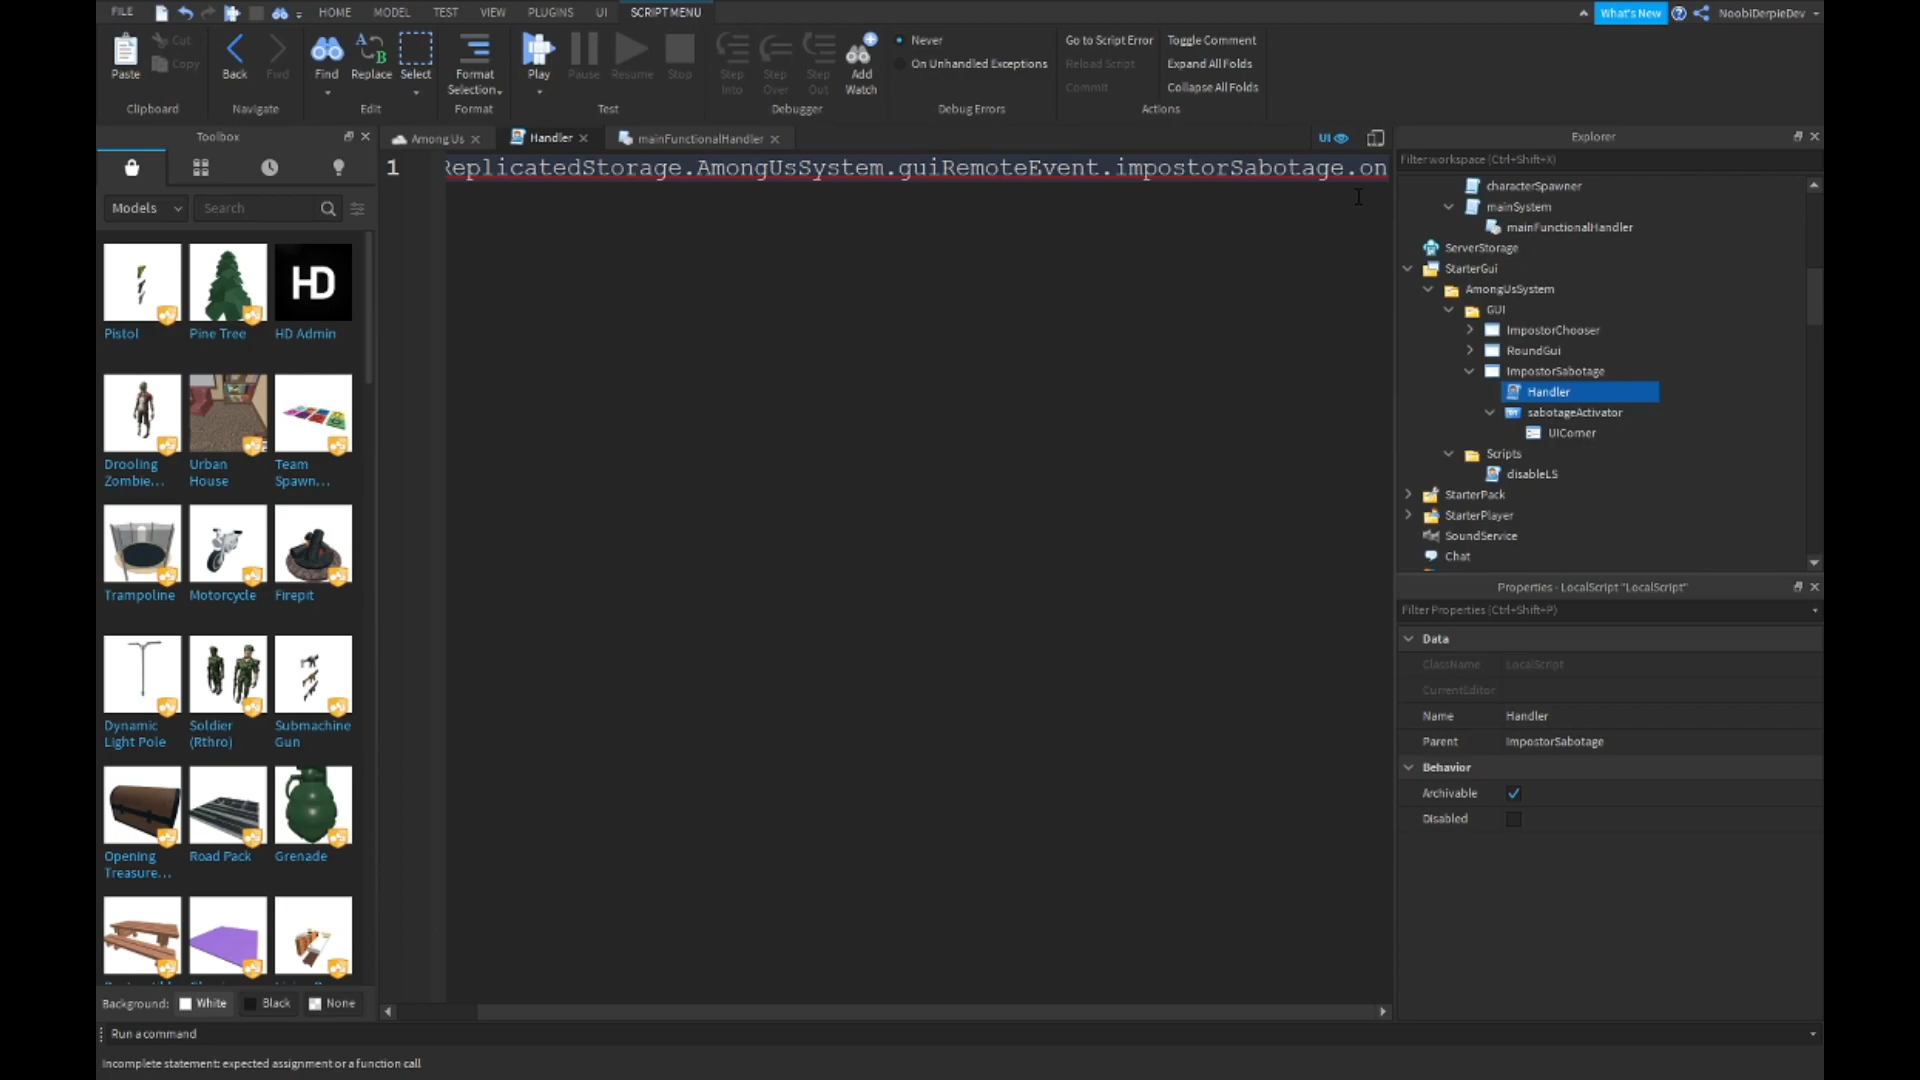 FILE HOME MODEL TEST VIEW PLUGINS UI SCRIPT MENU What's New NoobiDerpieDev
Paste Cut Copy Back Fwd Find Replace Select Format Selection Play Pause Resume Stop Step Into Step Over Step Out Add Watch
Clipboard Navigate Edit Format Test Debugger Debug Errors Actions
Never
On Unhandled Exceptions
Go to Script Error Toggle Comment
Reload Script Expand All Folds
Commit Collapse All Folds
Toolbox
Models Search
Pistol Pine Tree HD Admin
HD
Drooling Zombie... Urban House Team Spawn...
Trampoline Motorcycle Firepit
Dynamic Light Pole Soldier (Rthro) Submachine Gun
Opening Treasure... Road Pack Grenade
Background: White Black None
Among Us Handler mainFunctionalHandler UI
1 ReplicatedStorage.AmongUsSystem.guiRemoteEvent.impostorSabotage.on
Explorer
Filter workspace (Ctrl+Shift+X)
characterSpawner
mainSystem
mainFunctionalHandler
ServerStorage
StarterGui
AmongUsSystem
GUI
ImpostorChooser
RoundGui
ImpostorSabotage
Handler
sabotageActivator
UICorner
Scripts
disableLS
StarterPack
StarterPlayer
SoundService
Chat
Properties - LocalScript "LocalScript"
Filter Properties (Ctrl+Shift+P)
Data
ClassName LocalScript
CurrentEditor
Name Handler
Parent ImpostorSabotage
Behavior
Archivable
Disabled
Run a command
Incomplete statement: expected assignment or a function call